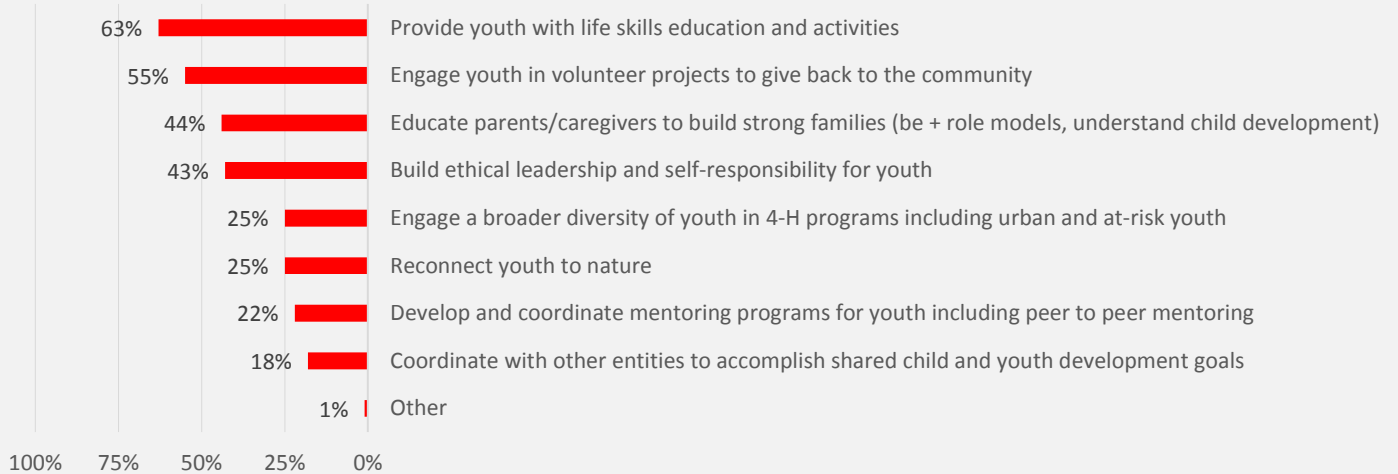 63% Provide youth with life skills education and activities
55% Engage youth in volunteer projects to give back to the community
44% Educate parents/caregivers to build strong families (be + role models, understand child development)
43% Build ethical leadership and self-responsibility for youth
25% Engage a broader diversity of youth in 4-H programs including urban and at-risk youth
25% Reconnect youth to nature
22% Develop and coordinate mentoring programs for youth including peer to peer mentoring
18% Coordinate with other entities to accomplish shared child and youth development goals
1% Other
100% 75% 50% 25% 0%